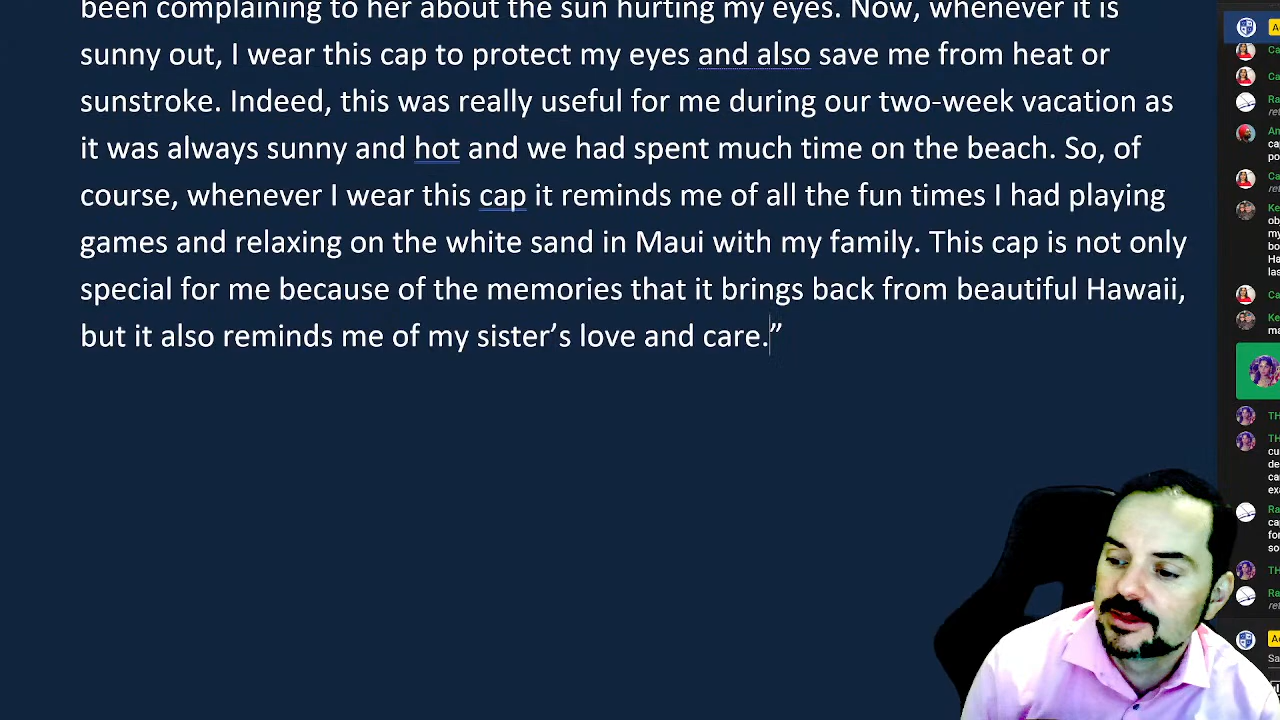 been complaining to her about the sun hurting my eyes. Now, whenever it is
sunny out, I wear this cap to protect my eyes and also save me from heat or
sunstroke. Indeed, this was really useful for me during our two-week vacation as
it was always sunny and hot and we had spent much time on the beach. So, of
course, whenever I wear this cap it reminds me of all the fun times I had playing
games and relaxing on the white sand in Maui with my family. This cap is not only
special for me because of the memories that it brings back from beautiful Hawaii,
but it also reminds me of my sister’s love and care.”